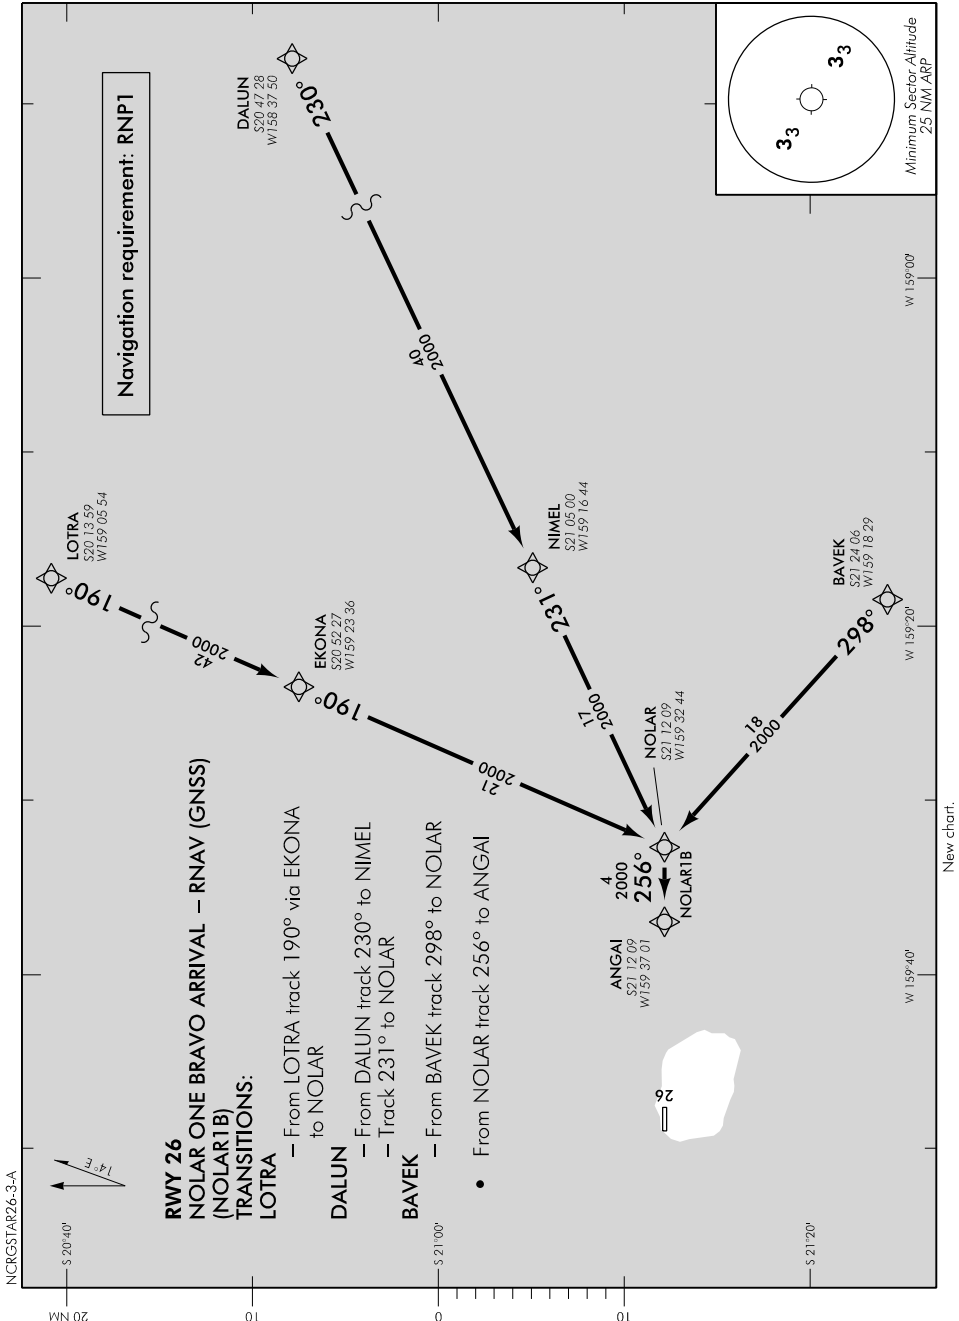 NCRGSTAR26-3-A
RWY 26
NOLAR ONE BRAVO ARRIVAL – RNAV (GNSS)
(NOLAR1B)
TRANSITIONS:
LOTRA
– From LOTRA track 190° via EKONA
to NOLAR
DALUN
– From DALUN track 230° to NIMEL
– Track 231° to NOLAR
BAVEK
– From BAVEK track 298° to NOLAR
• From NOLAR track 256° to ANGAI
Navigation requirement: RNP1
14°E
LOTRA
S20 13 59
W159 05 54
190°
42
2000
EKONA
S20 52 27
W159 23 36
190°
21
2000
DALUN
S20 47 28
W158 37 50
230°
40
2000
NIMEL
S21 05 00
W159 16 44
231°
17
2000
NOLAR
S21 12 09
W159 32 44
BAVEK
S21 24 06
W159 18 29
298°
18
2000
4
2000
256°
NOLAR1B
ANGAI
S21 12 09
W159 37 01
26
33
33
Minimum Sector Altitude
25 NM ARP
S 20°40'
S 21°00'
S 21°20'
W 159°40'
W 159°20'
W 159°00'
20 NM
10
0
10
New chart.